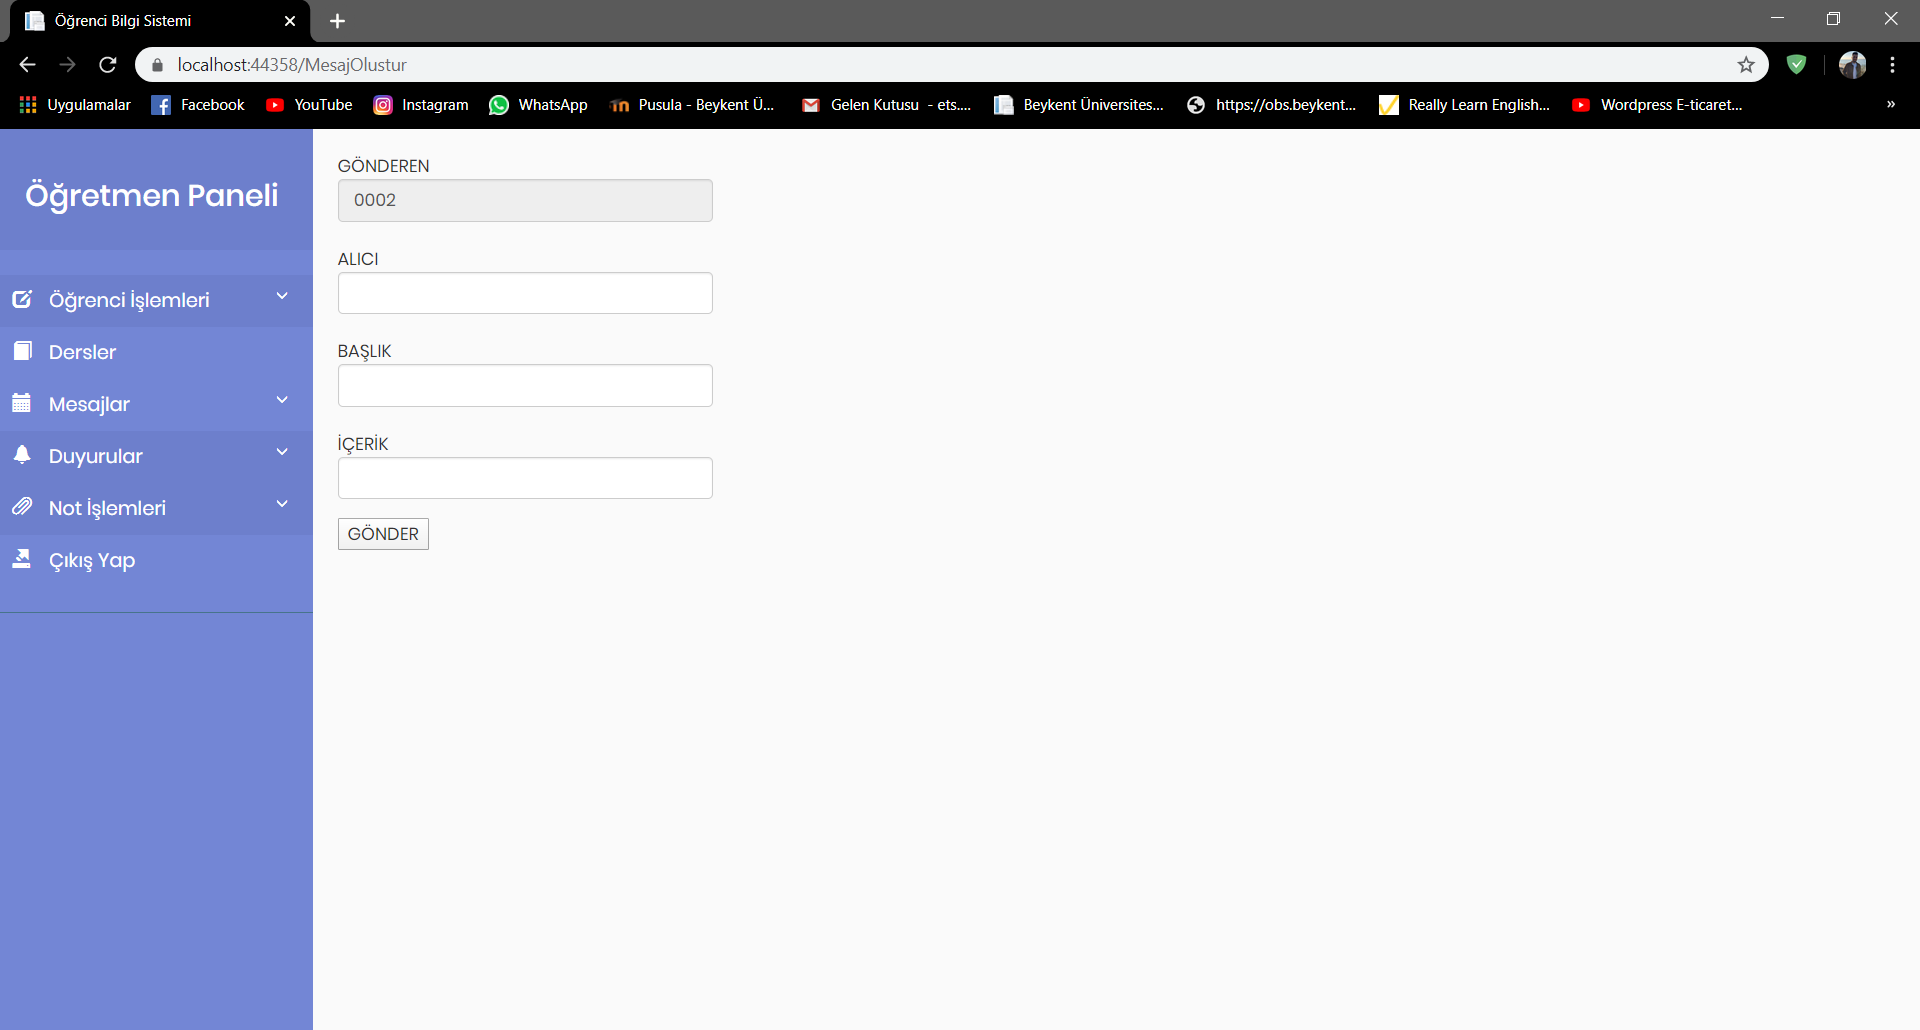 Öğrenci Bilgi Sistemi
localhost:44358/MesajOlustur
Uygulamalar Facebook YouTube Instagram WhatsApp Pusula - Beykent Ü... Gelen Kutusu - ets.... Beykent Üniversites... https://obs.beykent... Really Learn English... Wordpress E-ticaret... »
Öğretmen Paneli
Öğrenci İşlemleri
Dersler
Mesajlar
Duyurular
Not İşlemleri
Çıkış Yap
GÖNDEREN
0002
ALICI
BAŞLIK
İÇERİK
GÖNDER